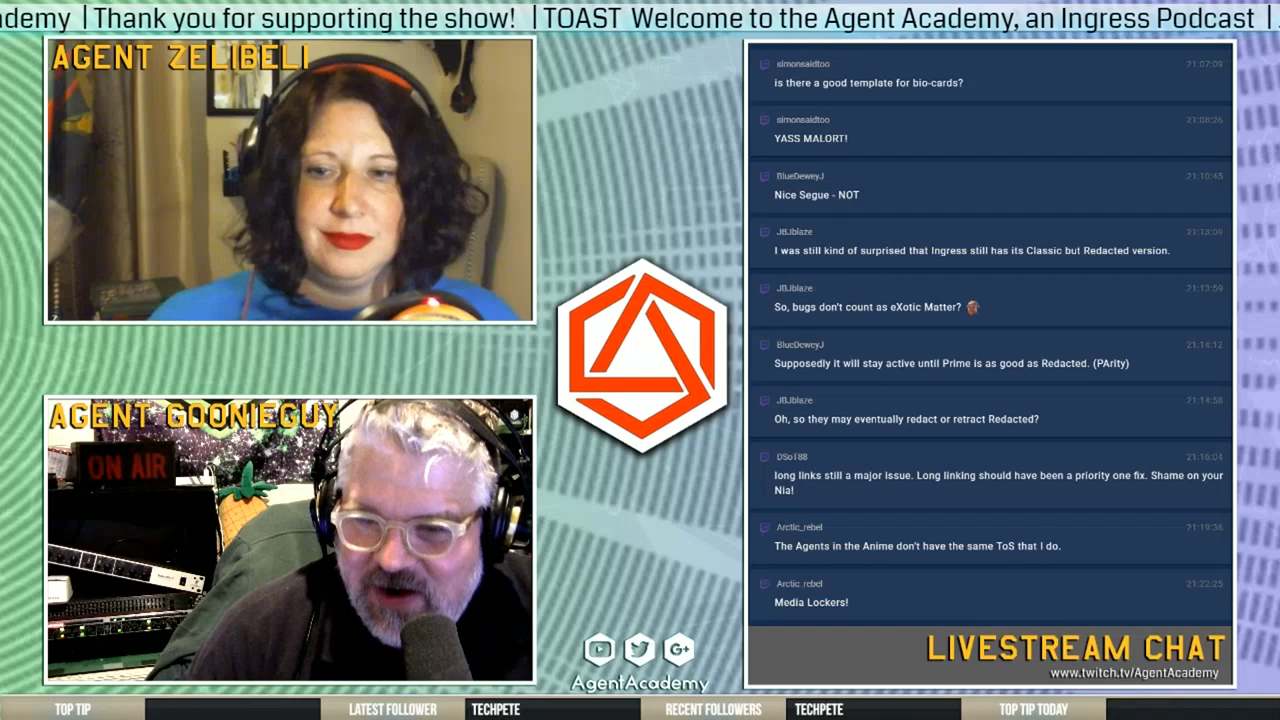 ademy | Thank you for supporting the show! | TOAST Welcome to the Agent Academy, an Ingress Podcast |
AGENT ZELIBELI
AGENT GOONIEGUY
ON AIR
simonsaidtoo 21:07:09
is there a good template for bio-cards?
simonsaidtoo 21:08:26
YASS MALORT!
BlueDeweyJ 21:10:45
Nice Segue - NOT
JBJblaze 21:13:09
I was still kind of surprised that Ingress still has its Classic but Redacted version.
JBJblaze 21:13:59
So, bugs don't count as eXotic Matter?
BlueDeweyJ 21:14:12
Supposedly it will stay active until Prime is as good as Redacted. (PArity)
JBJblaze 21:14:58
Oh, so they may eventually redact or retract Redacted?
DSoT88 21:16:04
long links still a major issue. Long linking should have been a priority one fix. Shame on your
Nia!
Arctic_rebel 21:19:36
The Agents in the Anime don't have the same ToS that I do.
Arctic_rebel 21:22:25
Media Lockers!
LIVESTREAM CHAT
www.twitch.tv/AgentAcademy
G+
AgentAcademy
TOP TIP LATEST FOLLOWER TECHPETE RECENT FOLLOWERS TECHPETE TOP TIP TODAY